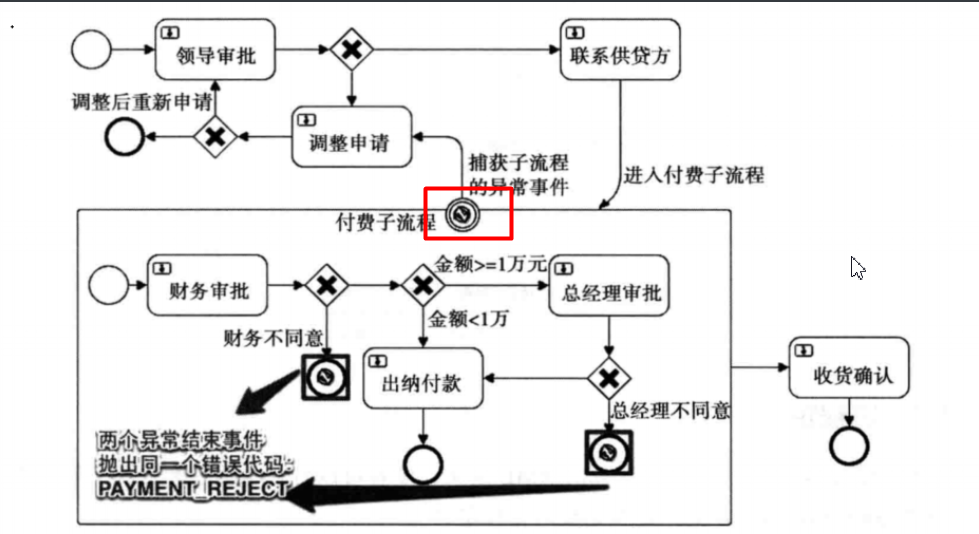 领导审批
联系供贷方
调整后重新申请
调整申请
捕获子流程
的异常事件
进入付费子流程
付费子流程
金额>=1万元
财务审批
总经理审批
金额<1万
财务不同意
出纳付款
收货确认
总经理不同意
两个异常结束事件
抛出同一个错误代码:
PAYMENT_REJECT